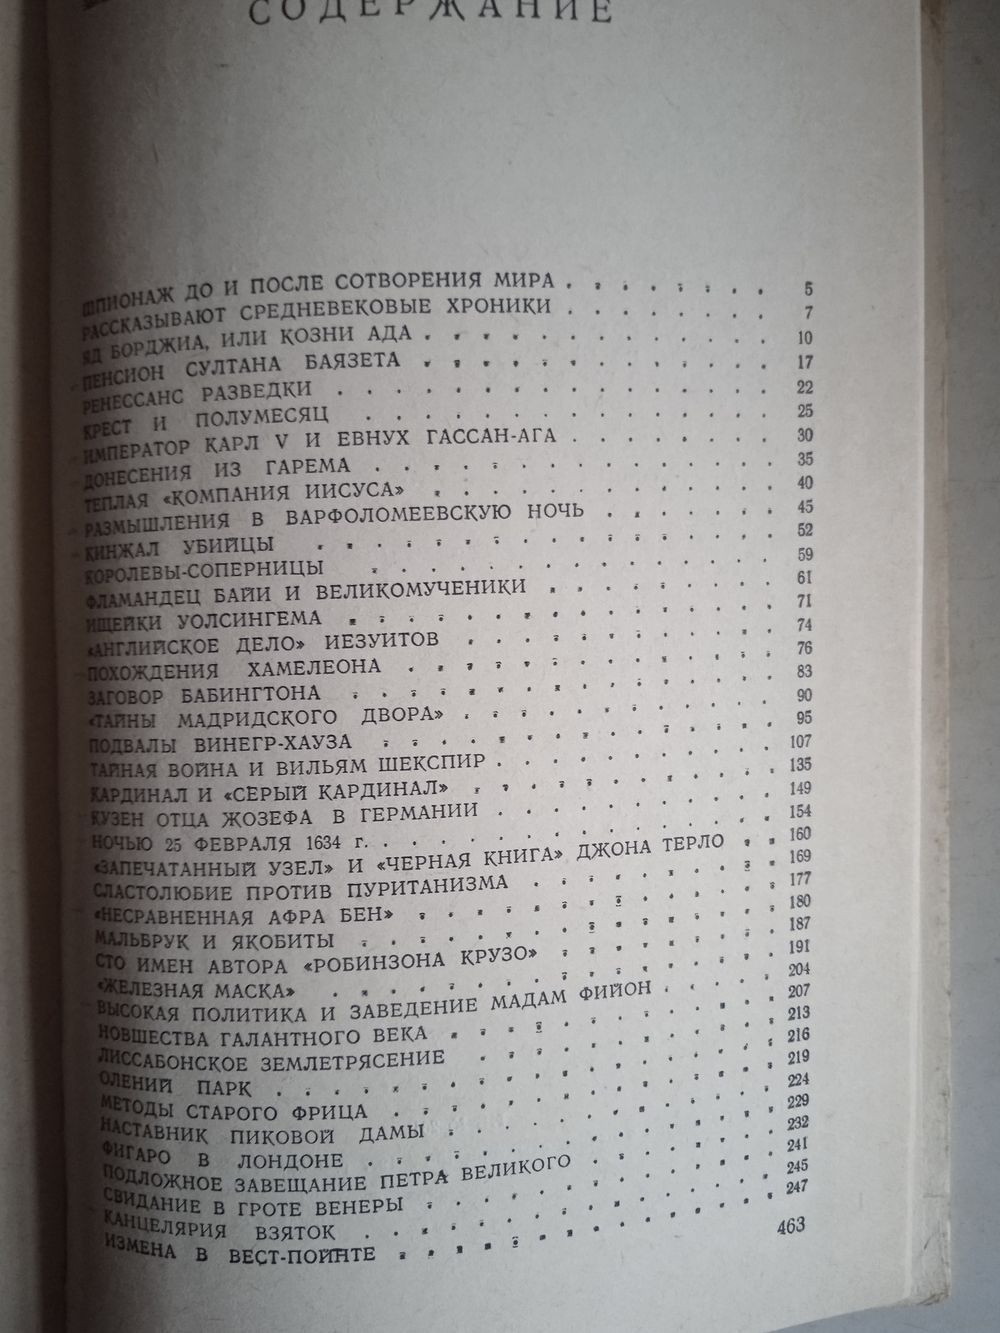 СОДЕРЖАНИЕ
ШПИОНАЖ ДО И ПОСЛЕ СОТВОРЕНИЯ МИРА . . . . . . . . 5
РАССКАЗЫВАЮТ СРЕДНЕВЕКОВЫЕ ХРОНИКИ . . . . . . . . 7
ЯД БОРДЖИА, ИЛИ КОЗНИ АДА . . . . . . . . . . . . . 10
ПЕНСИОН СУЛТАНА БАЯЗЕТА . . . . . . . . . . . . . 17
РЕНЕССАНС РАЗВЕДКИ . . . . . . . . . . . . . . . . 22
КРЕСТ И ПОЛУМЕСЯЦ . . . . . . . . . . . . . . . 25
ИМПЕРАТОР КАРЛ V И ЕВНУХ ГАССАН-АГА . . . . . . . . 30
ДОНЕСЕНИЯ ИЗ ГАРЕМА . . . . . . . . . . . . . . . 35
ТЕПЛАЯ «КОМПАНИЯ ИИСУСА» . . . . . . . . . . . . . 40
РАЗМЫШЛЕНИЯ В ВАРФОЛОМЕЕВСКУЮ НОЧЬ . . . . . . . 45
КИНЖАЛ УБИЙЦЫ . . . . . . . . . . . . . . . . 52
КОРОЛЕВЫ-СОПЕРНИЦЫ . . . . . . . . . . . . . . 59
ФЛАМАНДЕЦ БАЙИ И ВЕЛИКОМУЧЕНИКИ . . . . . . . . . 61
ИЩЕЙКИ УОЛСИНГЕМА . . . . . . . . . . . . . . . 71
«АНГЛИЙСКОЕ ДЕЛО» ИЕЗУИТОВ . . . . . . . . . . . . 74
ПОХОЖДЕНИЯ ХАМЕЛЕОНА . . . . . . . . . . . . . . 76
ЗАГОВОР БАБИНГТОНА . . . . . . . . . . . . . . . 83
«ТАЙНЫ МАДРИДСКОГО ДВОРА» . . . . . . . . . . . . 90
ПОДВАЛЫ ВИНЕГР-ХАУЗА . . . . . . . . . . . . . . 95
ТАЙНАЯ ВОЙНА И ВИЛЬЯМ ШЕКСПИР . . . . . . . . . . 107
КАРДИНАЛ И «СЕРЫЙ КАРДИНАЛ» . . . . . . . . . . . 135
КУЗЕН ОТЦА ЖОЗЕФА В ГЕРМАНИИ . . . . . . . . . . 149
НОЧЬЮ 25 ФЕВРАЛЯ 1634 г. . . . . . . . . . . . . . . 154
«ЗАПЕЧАТАННЫЙ УЗЕЛ» И «ЧЕРНАЯ КНИГА» ДЖОНА ТЕРЛО . . 160
СЛАСТОЛЮБИЕ ПРОТИВ ПУРИТАНИЗМА . . . . . . . . . 169
«НЕСРАВНЕННАЯ АФРА БЕН» . . . . . . . . . . . . . 177
МАЛЬБРУК И ЯКОБИТЫ . . . . . . . . . . . . . . . 180
СТО ИМЕН АВТОРА «РОБИНЗОНА КРУЗО» . . . . . . . . 187
«ЖЕЛЕЗНАЯ МАСКА» . . . . . . . . . . . . . . . 191
ВЫСОКАЯ ПОЛИТИКА И ЗАВЕДЕНИЕ МАДАМ ФИЙОН . . . . 204
НОВШЕСТВА ГАЛАНТНОГО ВЕКА . . . . . . . . . . . . 207
ЛИССАБОНСКОЕ ЗЕМЛЕТРЯСЕНИЕ . . . . . . . . . . . 213
ОЛЕНИЙ ПАРК . . . . . . . . . . . . . . . . . . 216
МЕТОДЫ СТАРОГО ФРИЦА . . . . . . . . . . . . . . 219
НАСТАВНИК ПИКОВОЙ ДАМЫ . . . . . . . . . . . . 224
ФИГАРО В ЛОНДОНЕ . . . . . . . . . . . . . . . 229
ПОДЛОЖНОЕ ЗАВЕЩАНИЕ ПЕТРА ВЕЛИКОГО . . . . . . . 232
СВИДАНИЕ В ГРОТЕ ВЕНЕРЫ . . . . . . . . . . . . . 241
КАНЦЕЛЯРИЯ ВЗЯТОК . . . . . . . . . . . . . . 245
ИЗМЕНА В ВЕСТ-ПОЙНТЕ . . . . . . . . . . . . . . 247
463